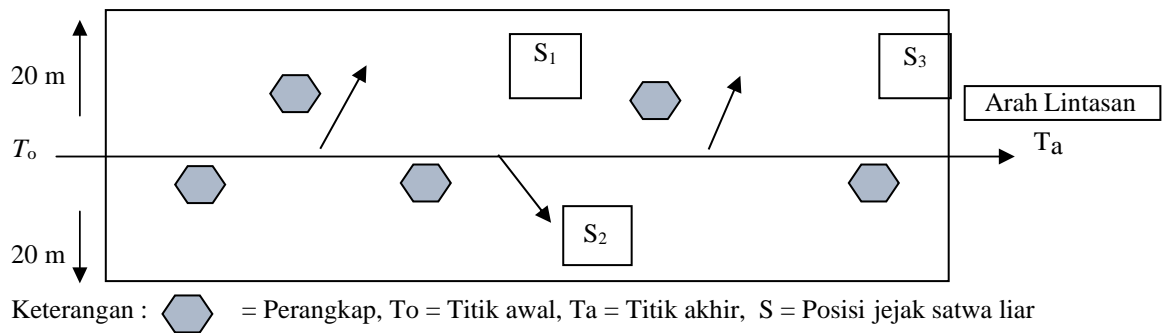 S₁
S₃
20 m
Arah Lintasan
Tₒ
Ta
S₂
20 m
Keterangan : = Perangkap, To = Titik awal, Ta = Titik akhir, S = Posisi jejak satwa liar